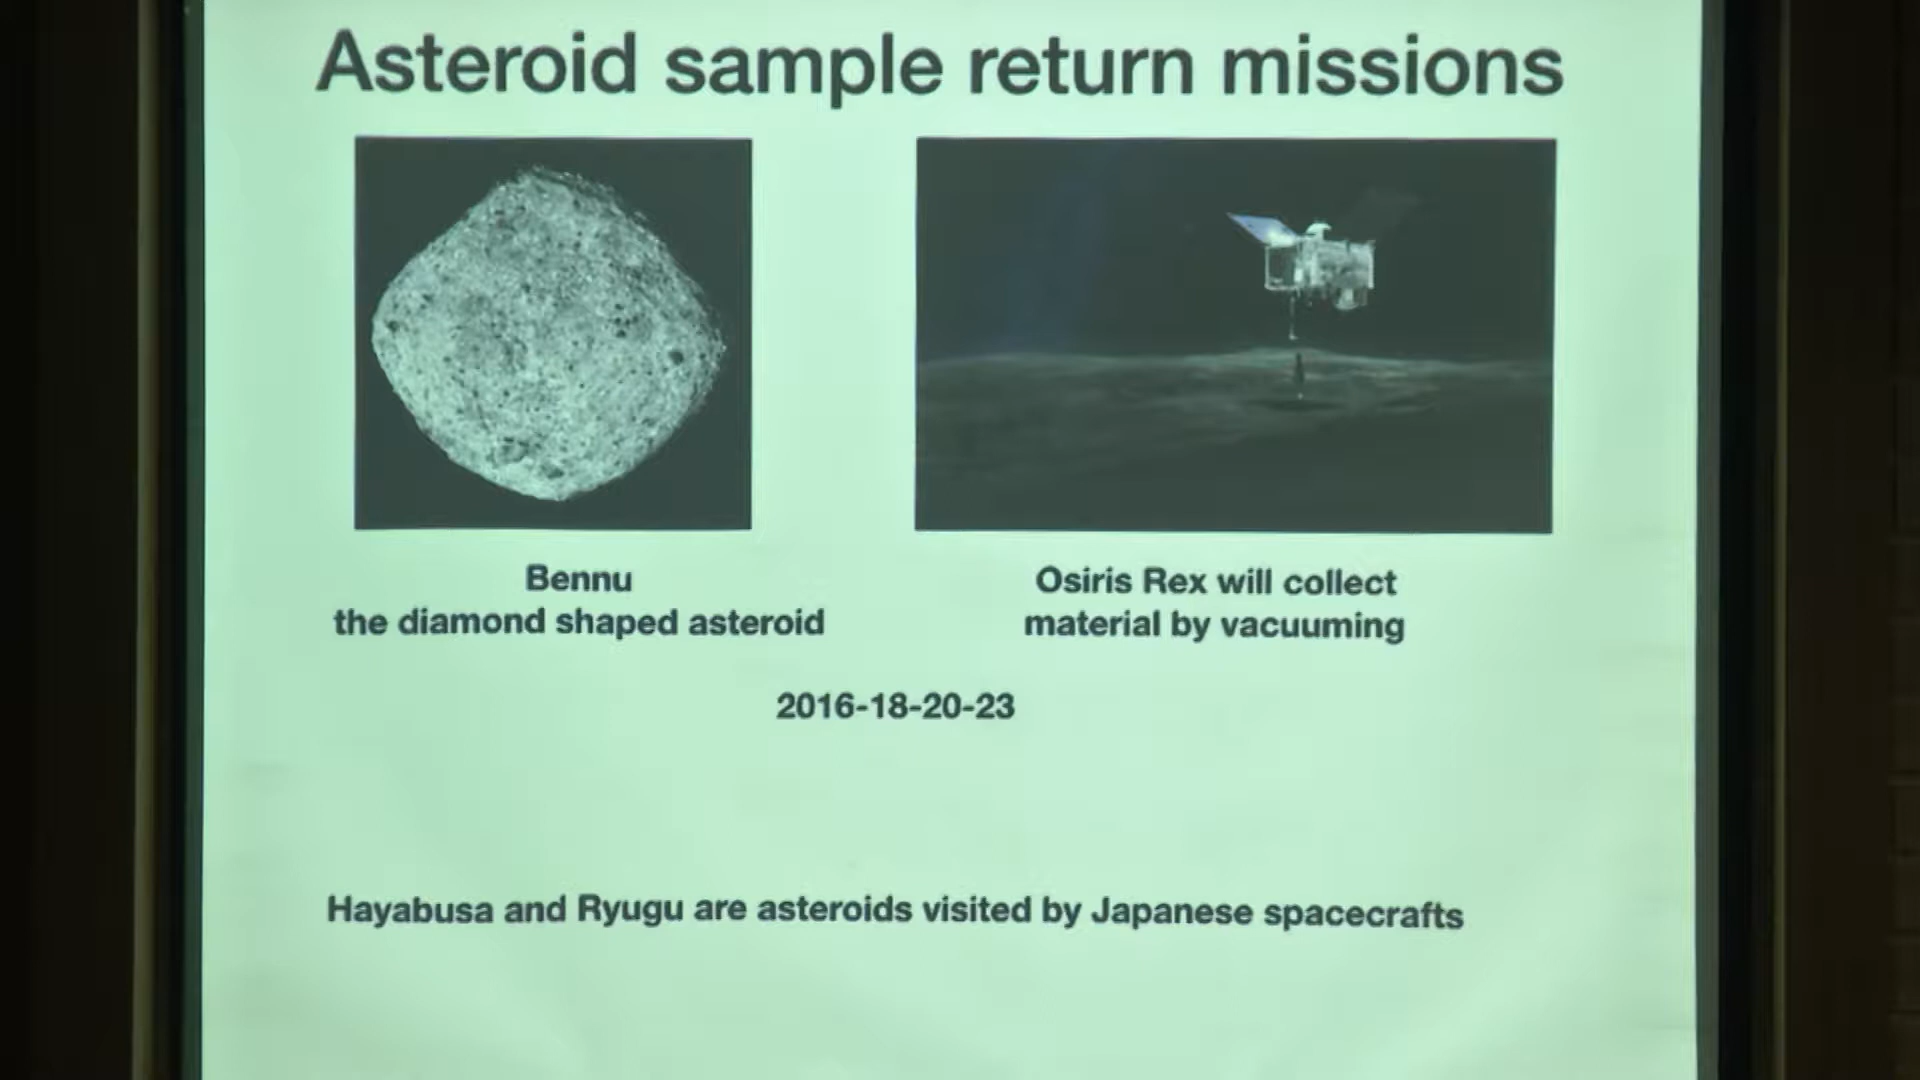 Asteroid sample return missions
Bennu
the diamond shaped asteroid
Osiris Rex will collect
material by vacuuming
2016-18-20-23
Hayabusa and Ryugu are asteroids visited by Japanese spacecrafts